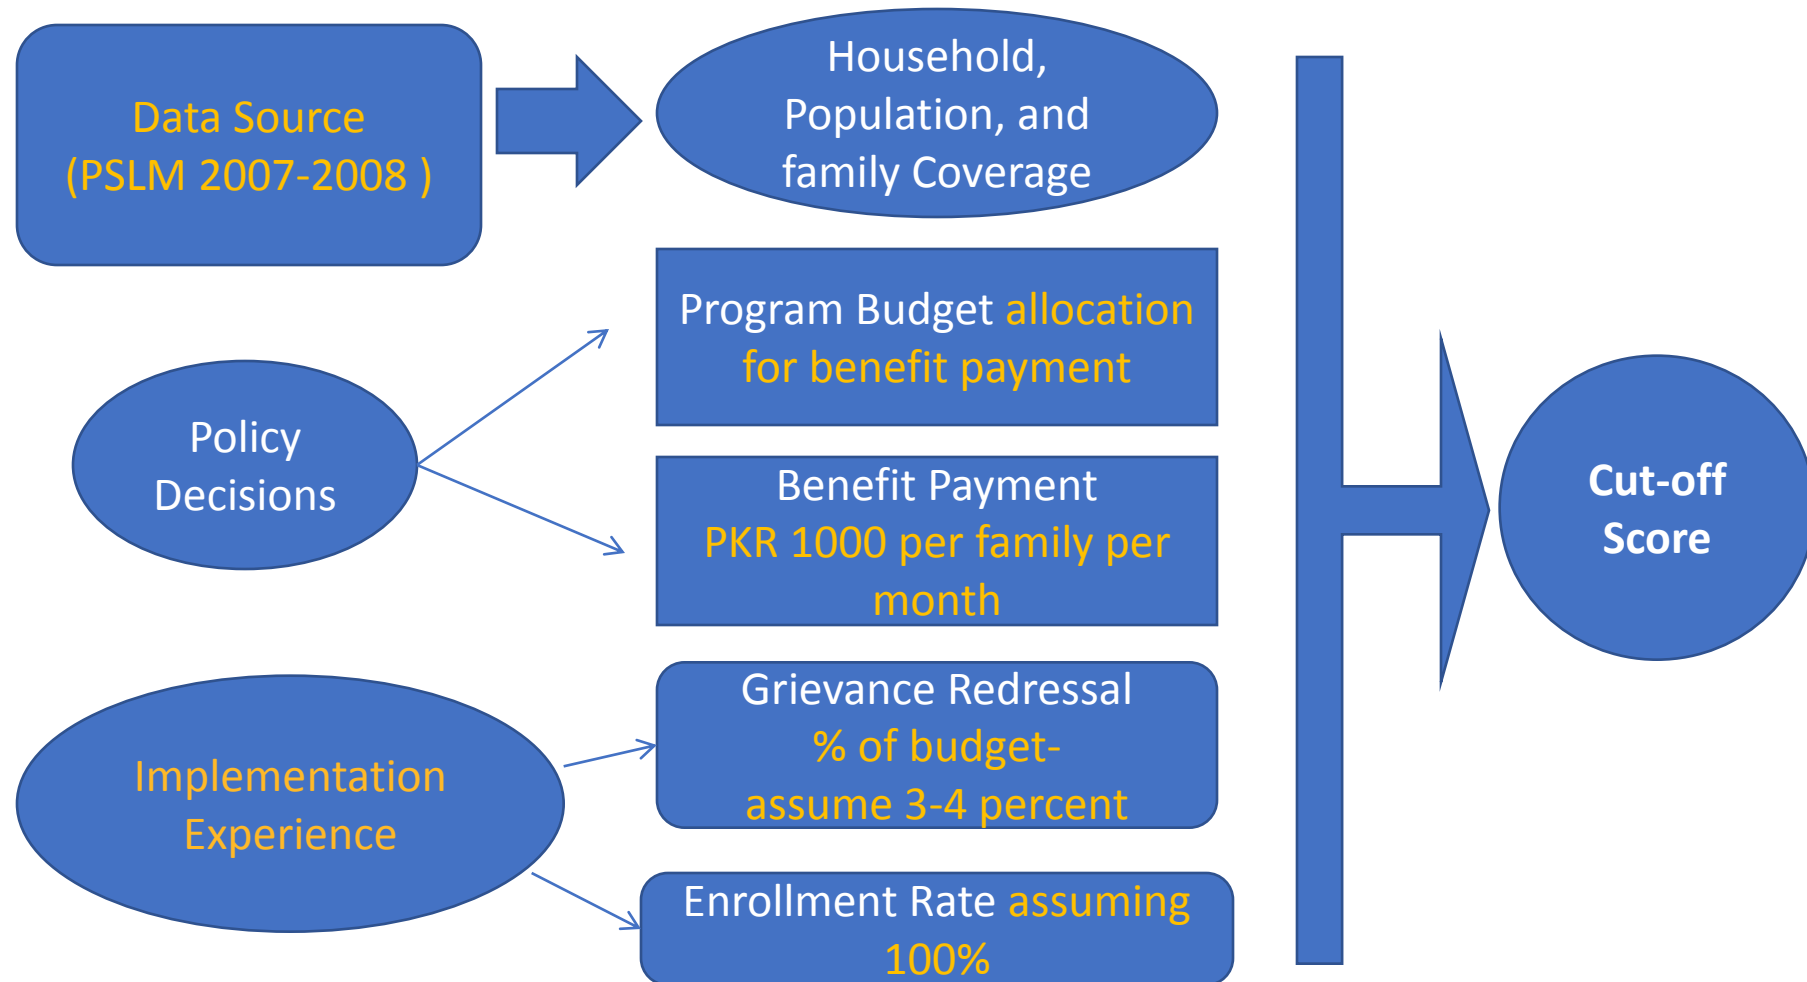 Data Source
(PSLM 2007-2008 )
Household,
Population, and
family Coverage
Program Budget allocation
for benefit payment
Policy
Decisions
Benefit Payment
PKR 1000 per family per
month
Cut-off
Score
Grievance Redressal
% of budget-
assume 3-4 percent
Implementation
Experience
Enrollment Rate assuming
100%